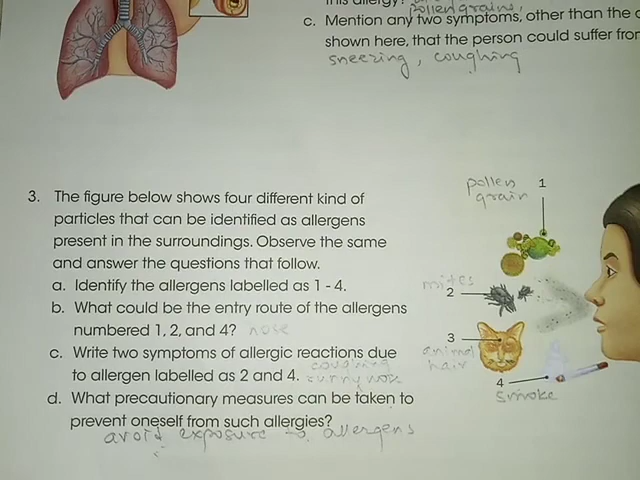 this allergy?
pollen grains,
c. Mention any two symptoms, other than the
shown here, that the person could suffer from
sneezing, coughing
3. The figure below shows four different kind of
particles that can be identified as allergens
present in the surroundings. Observe the same
and answer the questions that follow.
a. Identify the allergens labelled as 1 - 4.
b. What could be the entry route of the allergens
numbered 1, 2, and 4? nose
c. Write two symptoms of allergic reactions due
to allergen labelled as 2 and 4. coughing
runny nose
d. What precautionary measures can be taken to
prevent oneself from such allergies?
avoid exposure to allergens
pollen
grain
1
mites
2
3
animal
hair
4
smoke